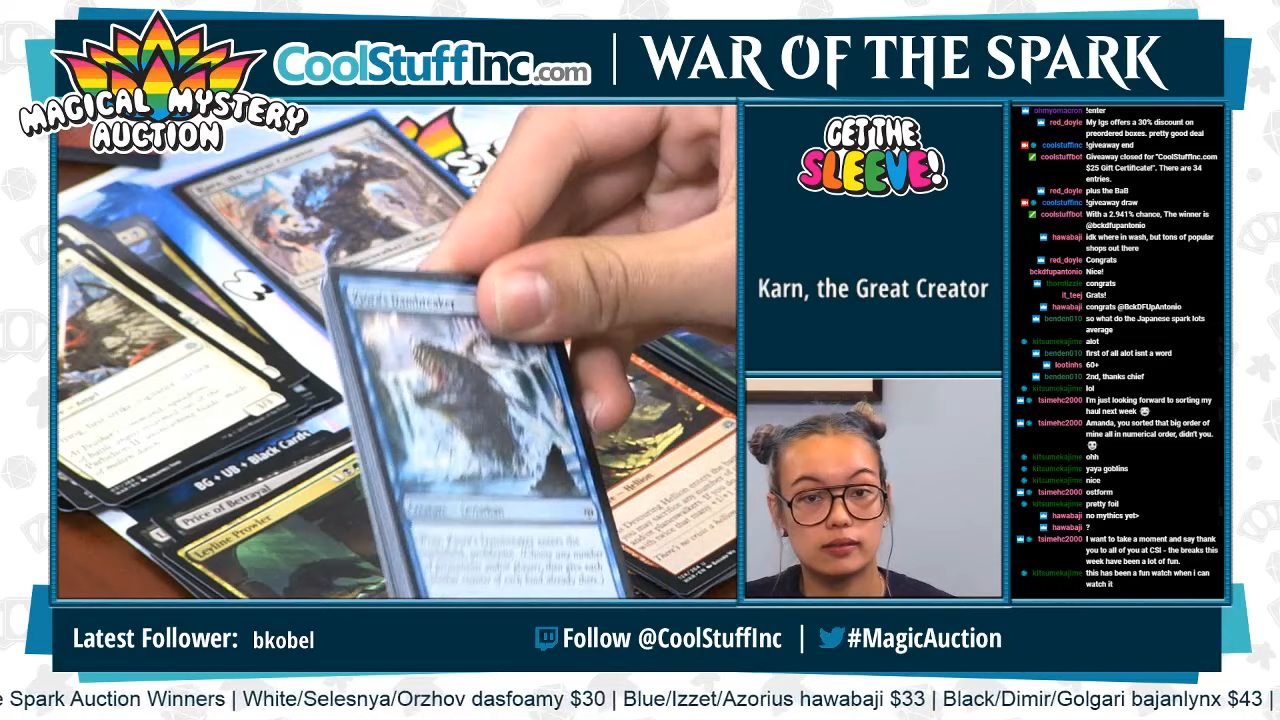 MAGICAL MYSTERY
AUCTION
CoolStuffInc.com
WAR OF THE SPARK
GET THE
SLEEVE!
Karn, the Great Creator
BG + UB + Black Cards
Price of Betrayal
Leyline Prowler
Hellion
ohmyomacron !enter
red_doyle My lgs offers a 30% discount on
preordered boxes. pretty good deal
coolstuffinc !giveaway end
coolstuffbot Giveaway closed for "CoolStuffInc.com
$25 Gift Certificate!". There are 34
entries.
red_doyle plus the BaB
coolstuffinc !giveaway draw
coolstuffbot With a 2.941% chance, The winner is
@bckdfupantonio
hawabaji idk where in wash, but tons of popular
shops out there
red_doyle Congrats
bckdfupantonio Nice!
thorntizzle congrats
it_teej Grats!
hawabaji congrats @BckDFUpAntonio
benden010 so what do the Japanese spark lots
average
kitsumekajime alot
benden010 first of all alot isnt a word
lootinhs 60+
benden010 2nd, thanks chief
kitsumekajime lol
tsimehc2000 I'm just looking forward to sorting my
haul next week
tsimehc2000 Amanda, you sorted that big order of
mine all in numerical order, didn't you.
kitsumekajime ohh
kitsumekajime yaya goblins
kitsumekajime nice
tsimehc2000 ostform
kitsumekajime pretty foil
hawabaji no mythics yet>
hawabaji ?
tsimehc2000 I want to take a moment and say thank
you to all of you at CSI - the breaks this
week have been a lot of fun.
kitsumekajime this has been a fun watch when i can
watch it
Latest Follower: bkobel
Follow @CoolStuffInc | #MagicAuction
e Spark Auction Winners | White/Selesnya/Orzhov dasfoamy $30 | Blue/Izzet/Azorius hawabaji $33 | Black/Dimir/Golgari bajanlynx $43 |